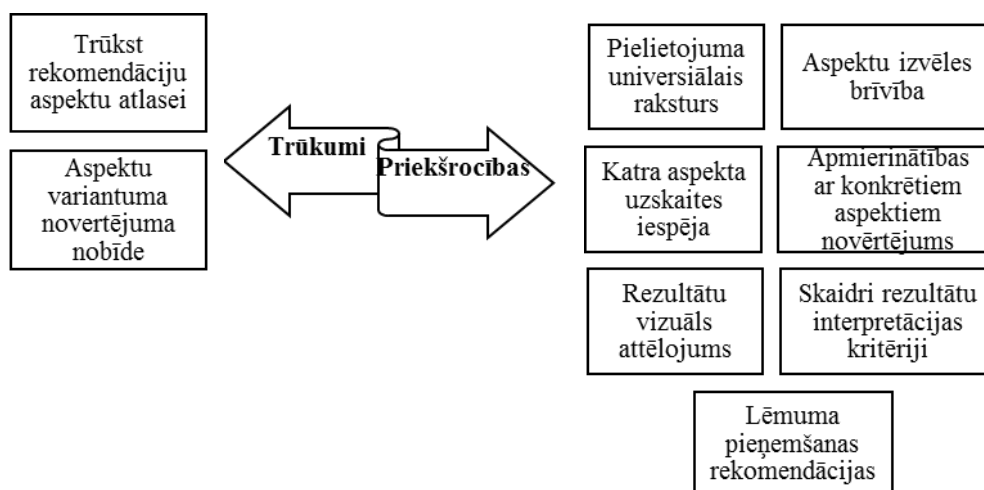 Trūkst
rekomendāciju
aspektu atlasei
Aspektu
variantuma
novertējuma
nobīde
Trūkumi
Priekšrocības
Pielietojuma
universiālais
raksturs
Aspektu izvēles
brīvība
Katra aspekta
uzskaites
iespēja
Apmierinātības
ar konkrētiem
aspektiem
novērtējums
Rezultātu
vizuāls
attēlojums
Skaidri rezultātu
interpretācijas
kritēriji
Lēmuma
pieņemšanas
rekomendācijas